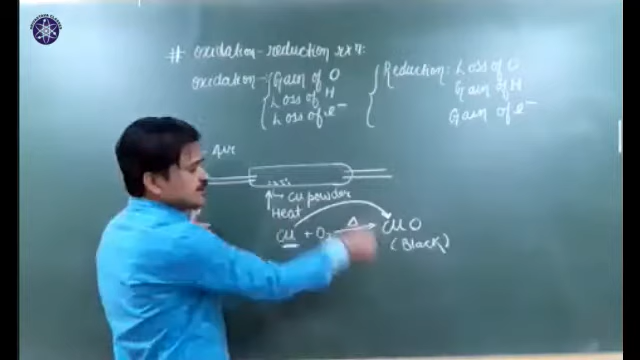 # Oxidation-reduction rxn:
Oxidation- Gain of O
Loss of H
Loss of e⁻
Reduction: Loss of O
Gain of H
Gain of e⁻
Air
Cu powder
Heat
Cu + O₂ Δ→ CuO
(Black)